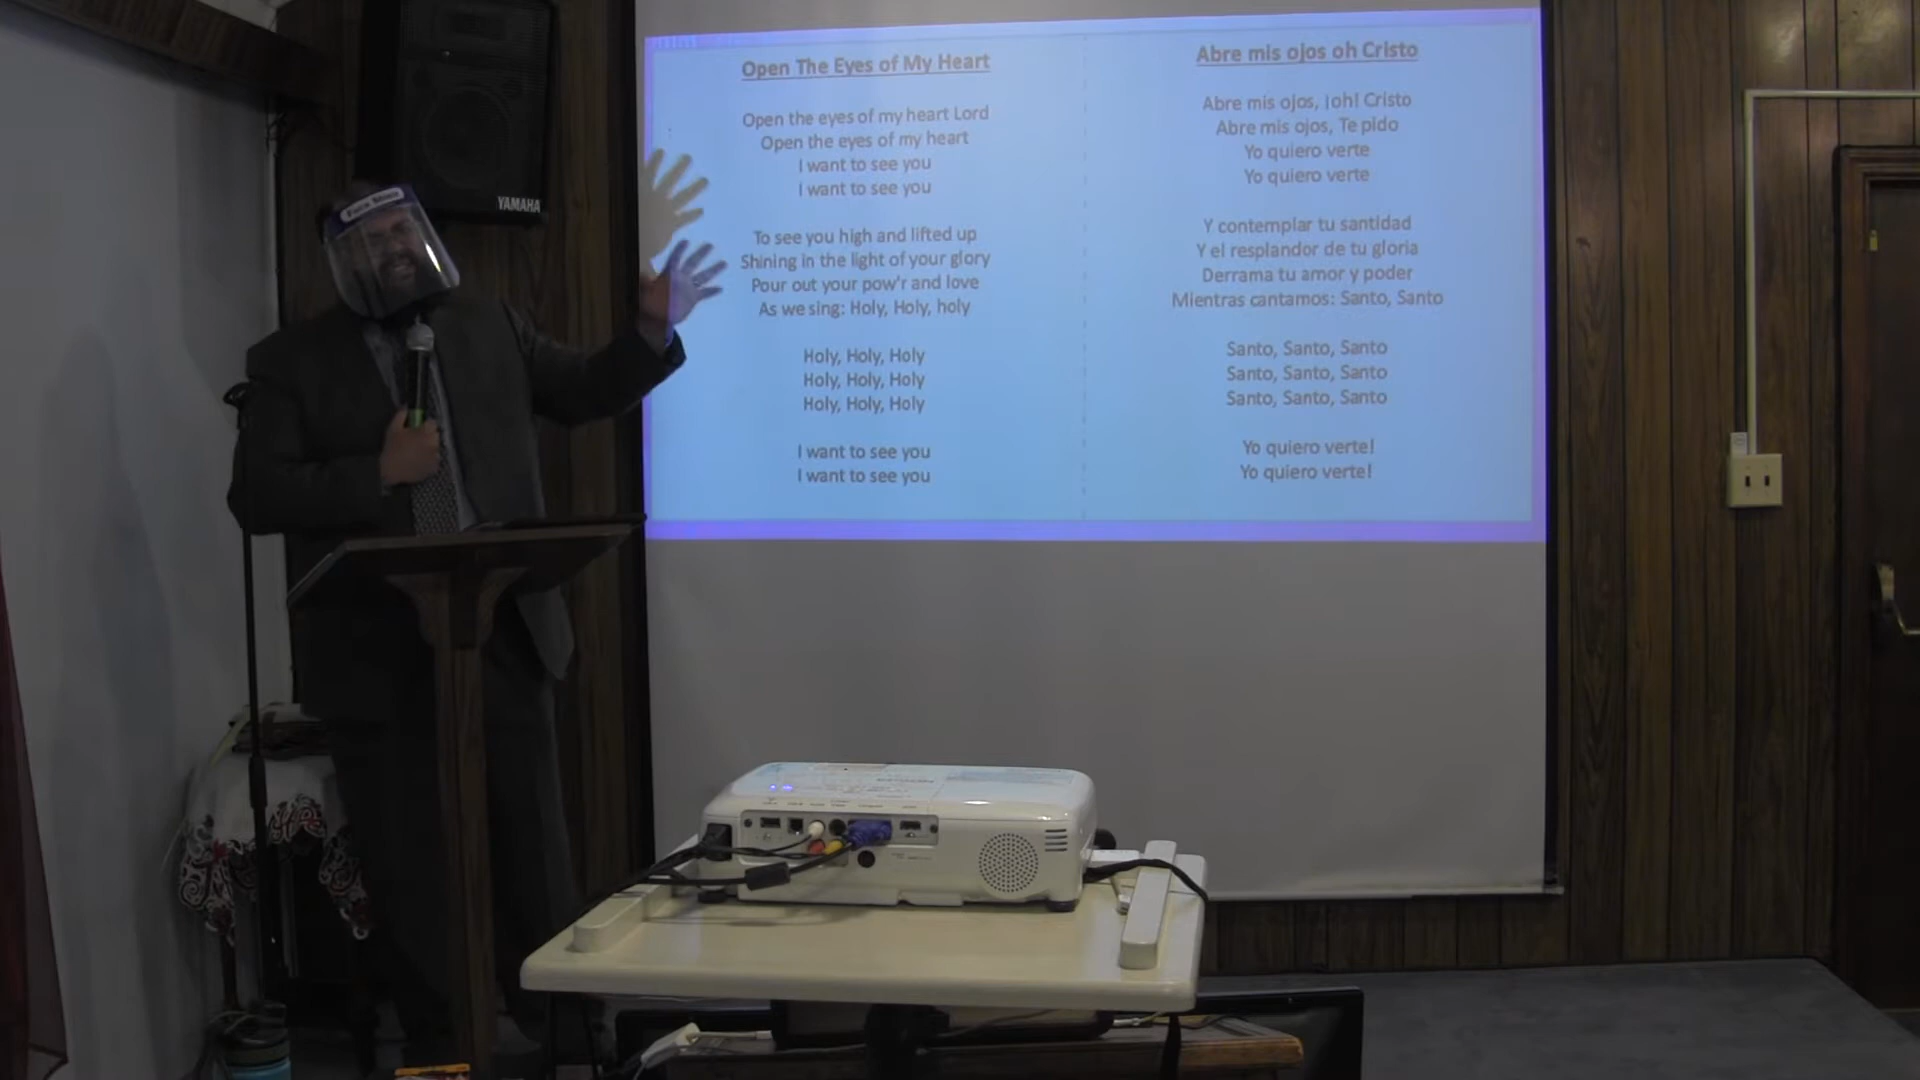 Open The Eyes of My Heart
Open the eyes of my heart Lord
Open the eyes of my heart
I want to see you
I want to see you
To see you high and lifted up
Shining in the light of your glory
Pour out your pow'r and love
As we sing: Holy, Holy, holy
Holy, Holy, Holy
Holy, Holy, Holy
Holy, Holy, Holy
I want to see you
I want to see you
Abre mis ojos oh Cristo
Abre mis ojos, ¡oh! Cristo
Abre mis ojos, Te pido
Yo quiero verte
Yo quiero verte
Y contemplar tu santidad
Y el resplandor de tu gloria
Derrama tu amor y poder
Mientras cantamos: Santo, Santo
Santo, Santo, Santo
Santo, Santo, Santo
Santo, Santo, Santo
Yo quiero verte!
Yo quiero verte!
YAMAHA